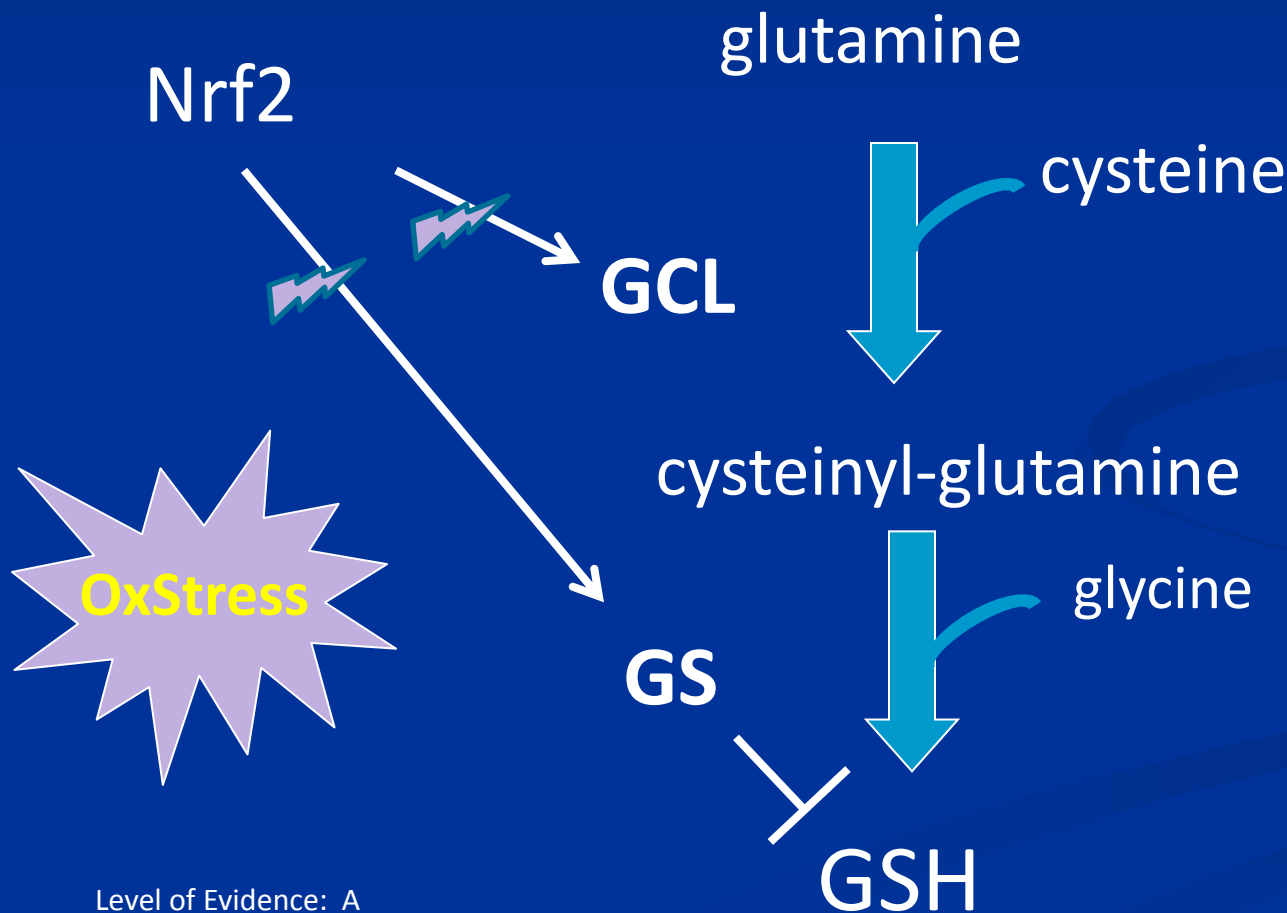 glutamine
Nrf2
cysteine
GCL
cysteinyl-glutamine
OxStress
glycine
GS
GSH
Level of Evidence: A